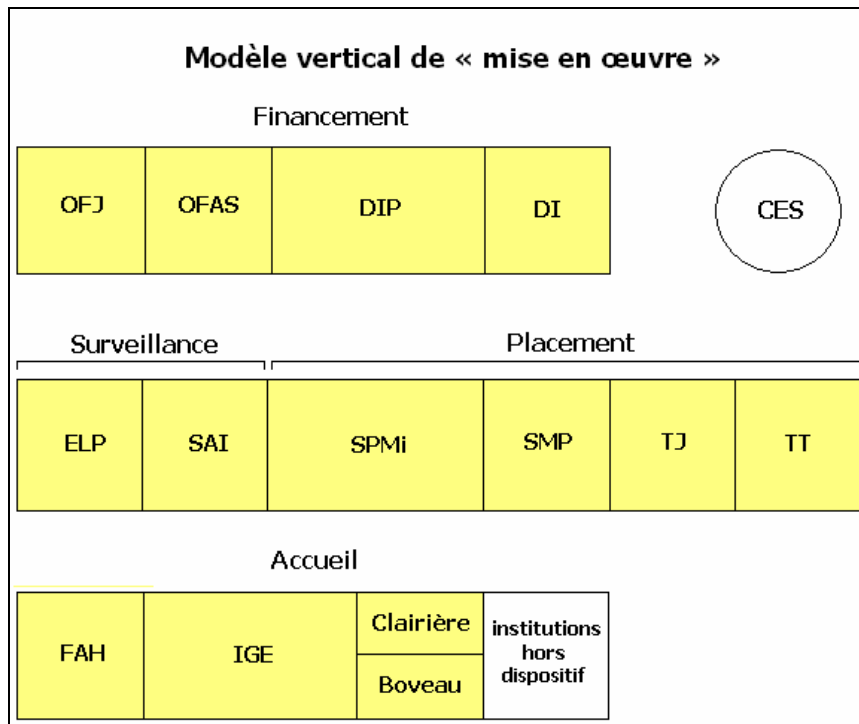 Modèle vertical de « mise en œuvre »
Financement
OFJ OFAS DIP DI CES
Surveillance Placement
ELP SAI SPMi SMP TJ TT
Accueil
FAH IGE Clairière Boveau institutions
hors
dispositif